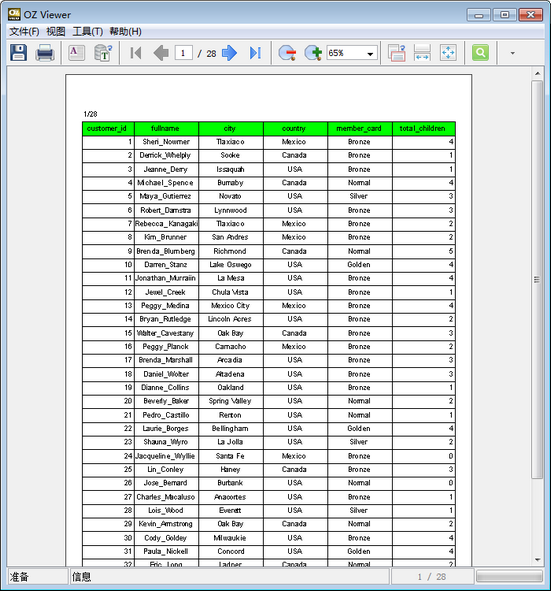 OZ Viewer
文件(F) 视图 工具(T) 帮助(H)
1 / 28 65%
1/28
customer_id fullname city country member_card total_children
1 Sheri_Nowmer Tlaxiaco Mexico Bronze 4
2 Derrick_Whelply Sooke Canada Bronze 1
3 Jeanne_Derry Issaquah USA Bronze 1
4 Michael_Spence Burnaby Canada Normal 4
5 Maya_Gutierrez Novato USA Silver 3
6 Robert_Damstra Lynnwood USA Bronze 3
7 Rebecca_Kanagaki Tlaxiaco Mexico Bronze 2
8 Kim_Brunner San Andres Mexico Bronze 2
9 Brenda_Blumberg Richmond Canada Normal 5
10 Darren_Stanz Lake Oswego USA Golden 4
11 Jonathan_Murraiin La Mesa USA Bronze 4
12 Jewel_Creek Chula Vista USA Bronze 1
13 Peggy_Medina Mexico City Mexico Bronze 4
14 Bryan_Rutledge Lincoln Acres USA Bronze 2
15 Walter_Cavestany Oak Bay Canada Bronze 3
16 Peggy_Planck Camacho Mexico Bronze 2
17 Brenda_Marshall Arcadia USA Bronze 3
18 Daniel_Wolter Altadena USA Bronze 3
19 Dianne_Collins Oakland USA Bronze 1
20 Beverly_Baker Spring Valley USA Normal 2
21 Pedro_Castillo Renton USA Normal 1
22 Laurie_Borges Bellingham USA Golden 4
23 Shauna_Wyro La Jolla USA Silver 2
24 Jacqueline_Wyllie Santa Fe Mexico Bronze 0
25 Lin_Conley Haney Canada Bronze 3
26 Jose_Bernard Burbank USA Normal 0
27 Charles_Macaluso Anacortes USA Bronze 1
28 Lois_Wood Everett USA Silver 1
29 Kevin_Armstrong Oak Bay Canada Normal 2
30 Cody_Goldey Milwaukie USA Bronze 4
31 Paula_Nickell Concord USA Golden 4
32 Eric_Long Ladner Canada Normal 2
准备 信息 1 / 28